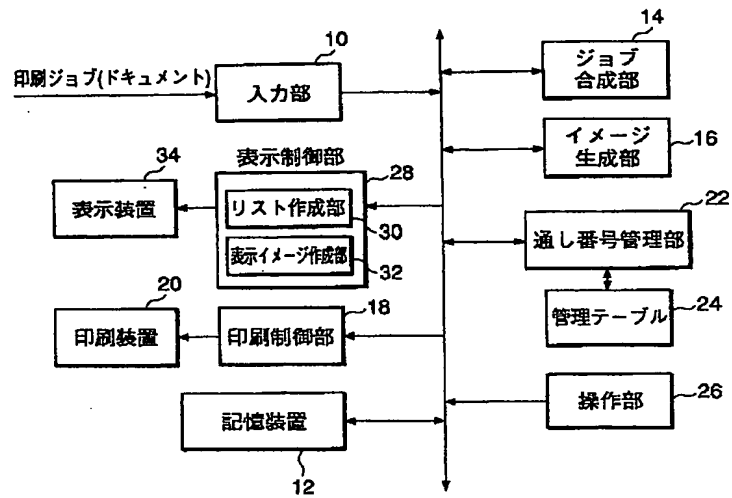 10
14
印刷ジョブ(ドキュメント)
入力部
ジョブ
合成部
イメージ
生成部
16
表示制御部
34
28
表示装置
リスト作成部
30
表示イメージ作成部
32
22
通し番号管理部
20
18
印刷装置
印刷制御部
管理テーブル
24
記憶装置
12
操作部
26